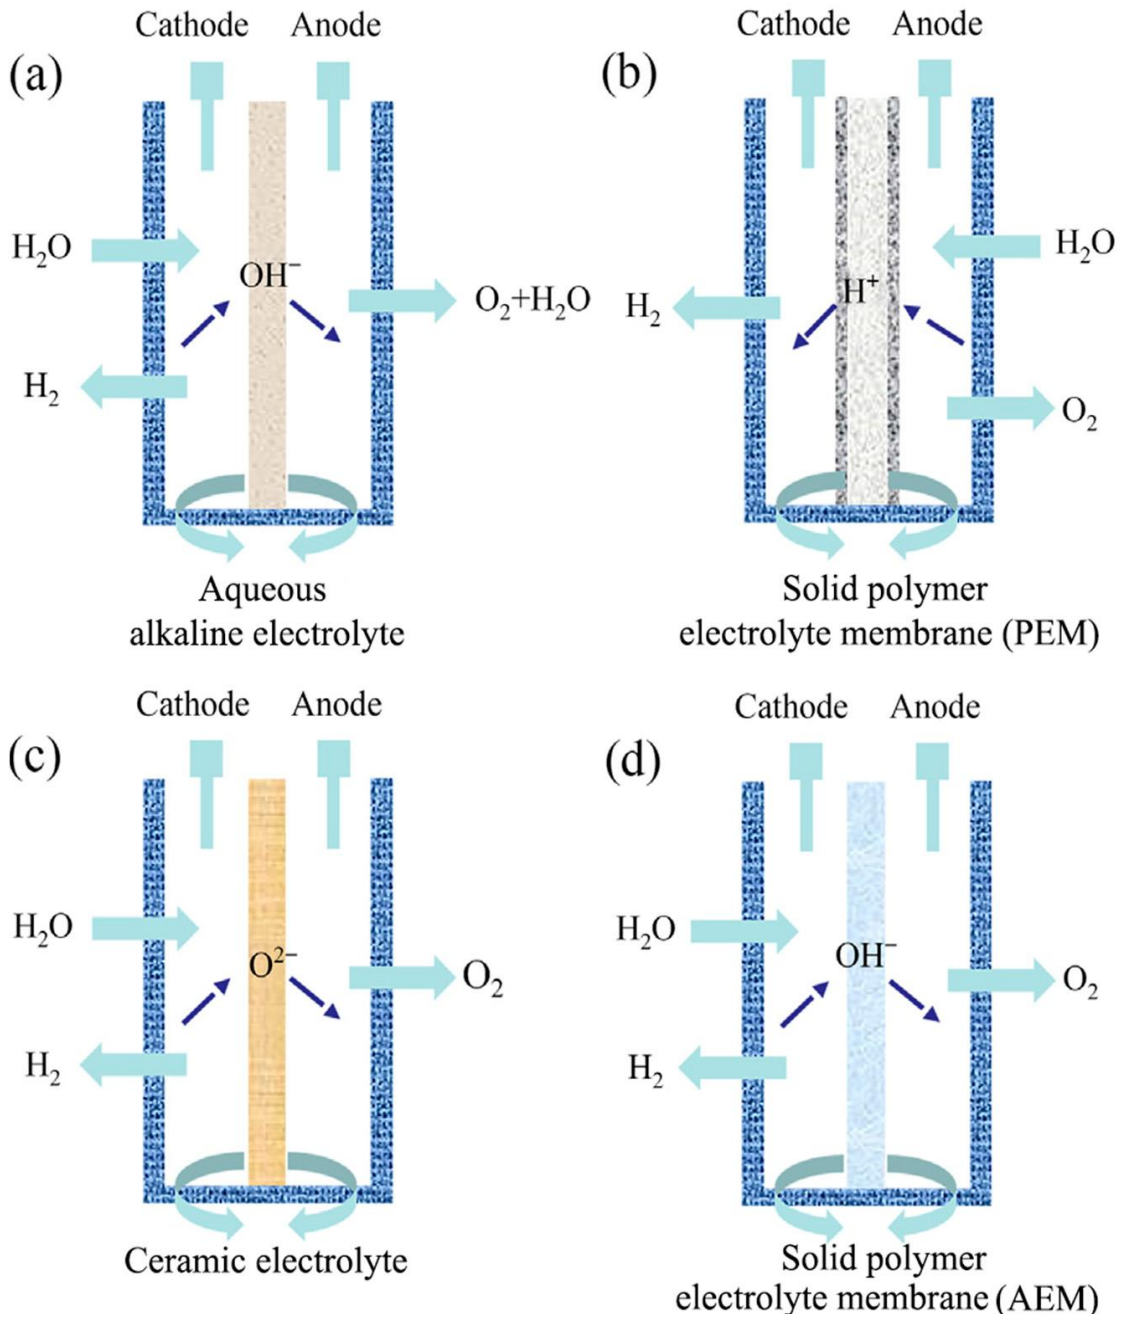 Cathode Anode
(a)
H₂O
OH⁻
O₂+H₂O
H₂
Aqueous
alkaline electrolyte
Cathode Anode
(b)
H₂O
H⁺
H₂
O₂
Solid polymer
electrolyte membrane (PEM)
Cathode Anode
(c)
H₂O
O²⁻
O₂
H₂
Ceramic electrolyte
Cathode Anode
(d)
H₂O
OH⁻
O₂
H₂
Solid polymer
electrolyte membrane (AEM)